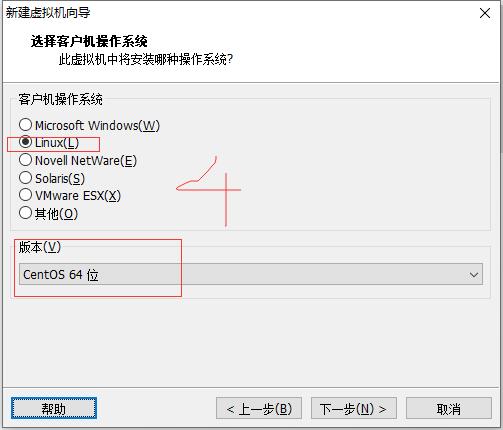 新建虚拟机向导
选择客户机操作系统
此虚拟机中将安装哪种操作系统?
客户机操作系统
Microsoft Windows(W)
Linux(L)
Novell NetWare(E)
Solaris(S)
VMware ESX(X)
其他(O)
4
版本(V)
CentOS 64 位
帮助
< 上一步(B)
下一步(N) >
取消